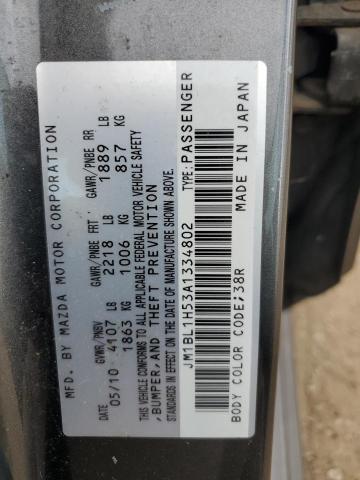 MFD. BY MAZDA MOTOR CORPORATION
GVWR/PNBV GAWR/PNBE FRT GAWR/PNBE RR
05/10 4107 LB 2218 LB 1889 LB
1863 KG 1006 KG 857 KG
THIS VEHICLE CONFORMS TO ALL
APPLICABLE FEDERAL MOTOR VEHICLE SAFETY
, BUMPER, AND THEFT PREVENTION
STANDARDS IN EFFECT ON THE DATE OF MANUFACTURE SHOWN ABOVE.
JM1BL1H53A1334802 TYPE: PASSENGER
BODY COLOR CODE:38R MADE IN JAPAN